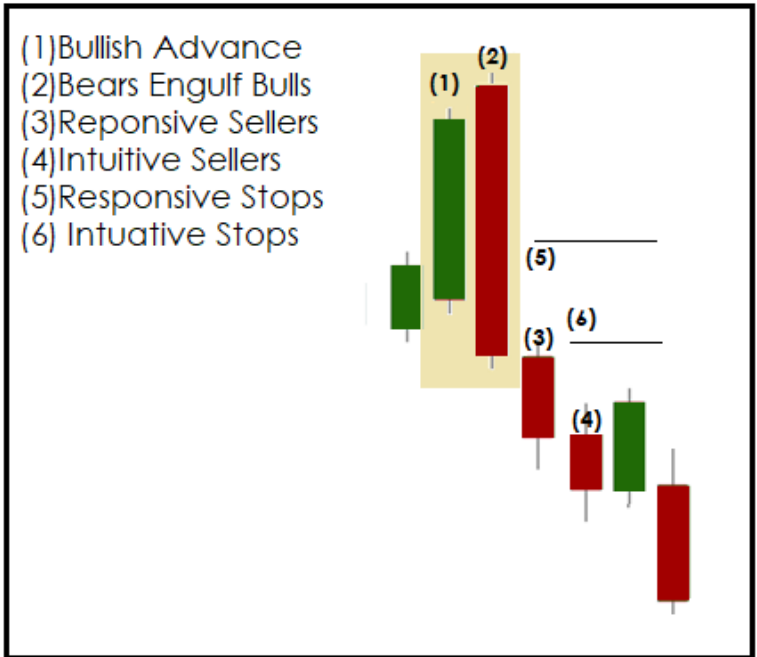 (1)Bullish Advance
(2)Bears Engulf Bulls
(3)Reponsive Sellers
(4)Intuitive Sellers
(5)Responsive Stops
(6) Intuative Stops
(1)
(2)
(5)
(6)
(3)
(4)